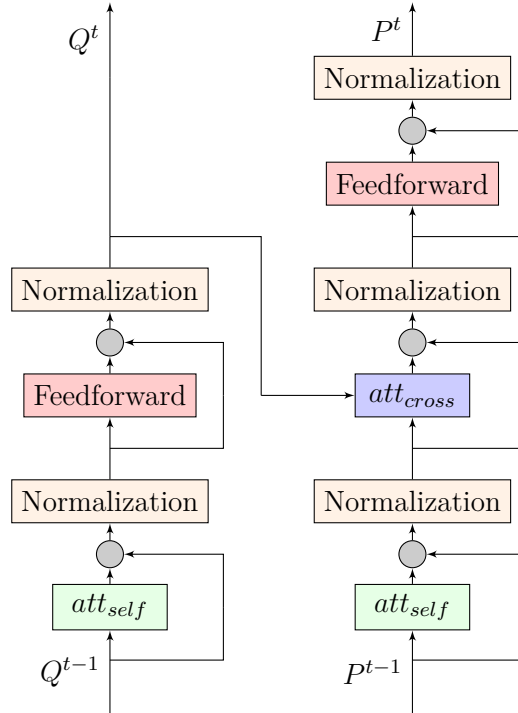 Q^t
P^t
Normalization
Feedforward
Normalization
Normalization
Feedforward
att_cross
Normalization
Normalization
att_self
att_self
Q^{t-1}
P^{t-1}